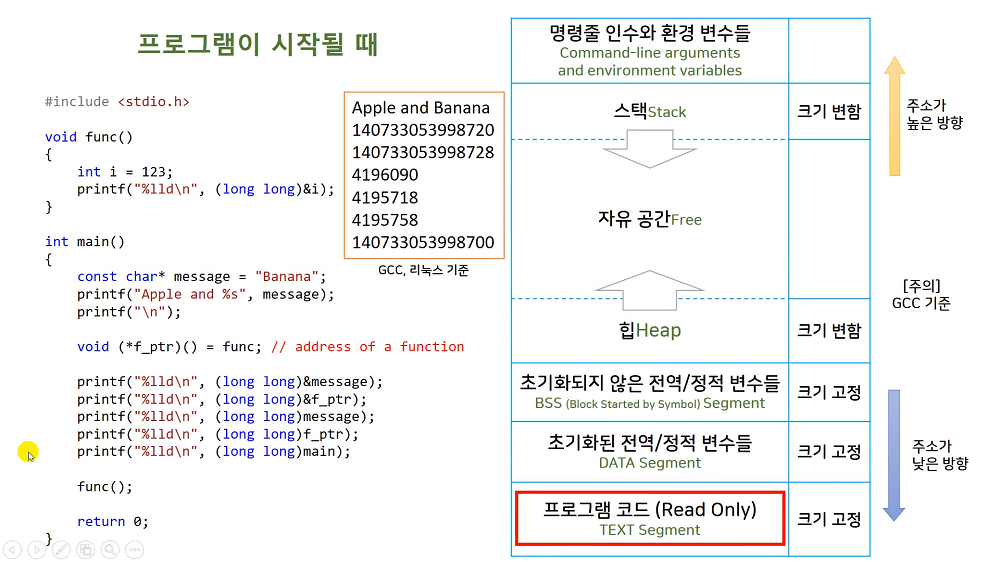 프로그램이 시작될 때
#include <stdio.h>
void func()
{
int i = 123;
printf("%lld\n", (long long)&i);
}
int main()
{
const char* message = "Banana";
printf("Apple and %s", message);
printf("\n");
void (*f_ptr)() = func; // address of a function
printf("%lld\n", (long long)&message);
printf("%lld\n", (long long)&f_ptr);
printf("%lld\n", (long long)message);
printf("%lld\n", (long long)f_ptr);
printf("%lld\n", (long long)main);
func();
return 0;
}
Apple and Banana
140733053998720
140733053998728
4196090
4195718
4195758
140733053998700
GCC, 리눅스 기준
명령줄 인수와 환경 변수들
Command-line arguments
and environment variables
스택Stack
크기 변함
자유 공간Free
힙Heap
크기 변함
초기화되지 않은 전역/정적 변수들
BSS (Block Started by Symbol) Segment
크기 고정
초기화된 전역/정적 변수들
DATA Segment
크기 고정
프로그램 코드 (Read Only)
TEXT Segment
크기 고정
주소가
높은 방향
[주의]
GCC 기준
주소가
낮은 방향